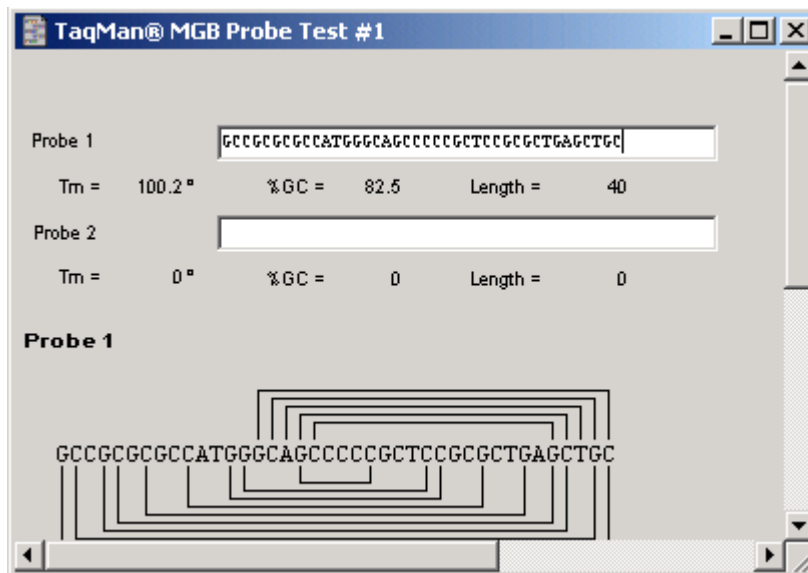 TaqMan® MGB Probe Test #1
Probe 1 GCCGCGCGCCATGGGCAGCCCCCGCTCCGCGCTGAGCTGC
Tm = 100.2° %GC = 82.5 Length = 40
Probe 2
Tm = 0° %GC = 0 Length = 0
Probe 1
GCCGCGCGCCATGGGCAGCCCCCGCTCCGCGCTGAGCTGC